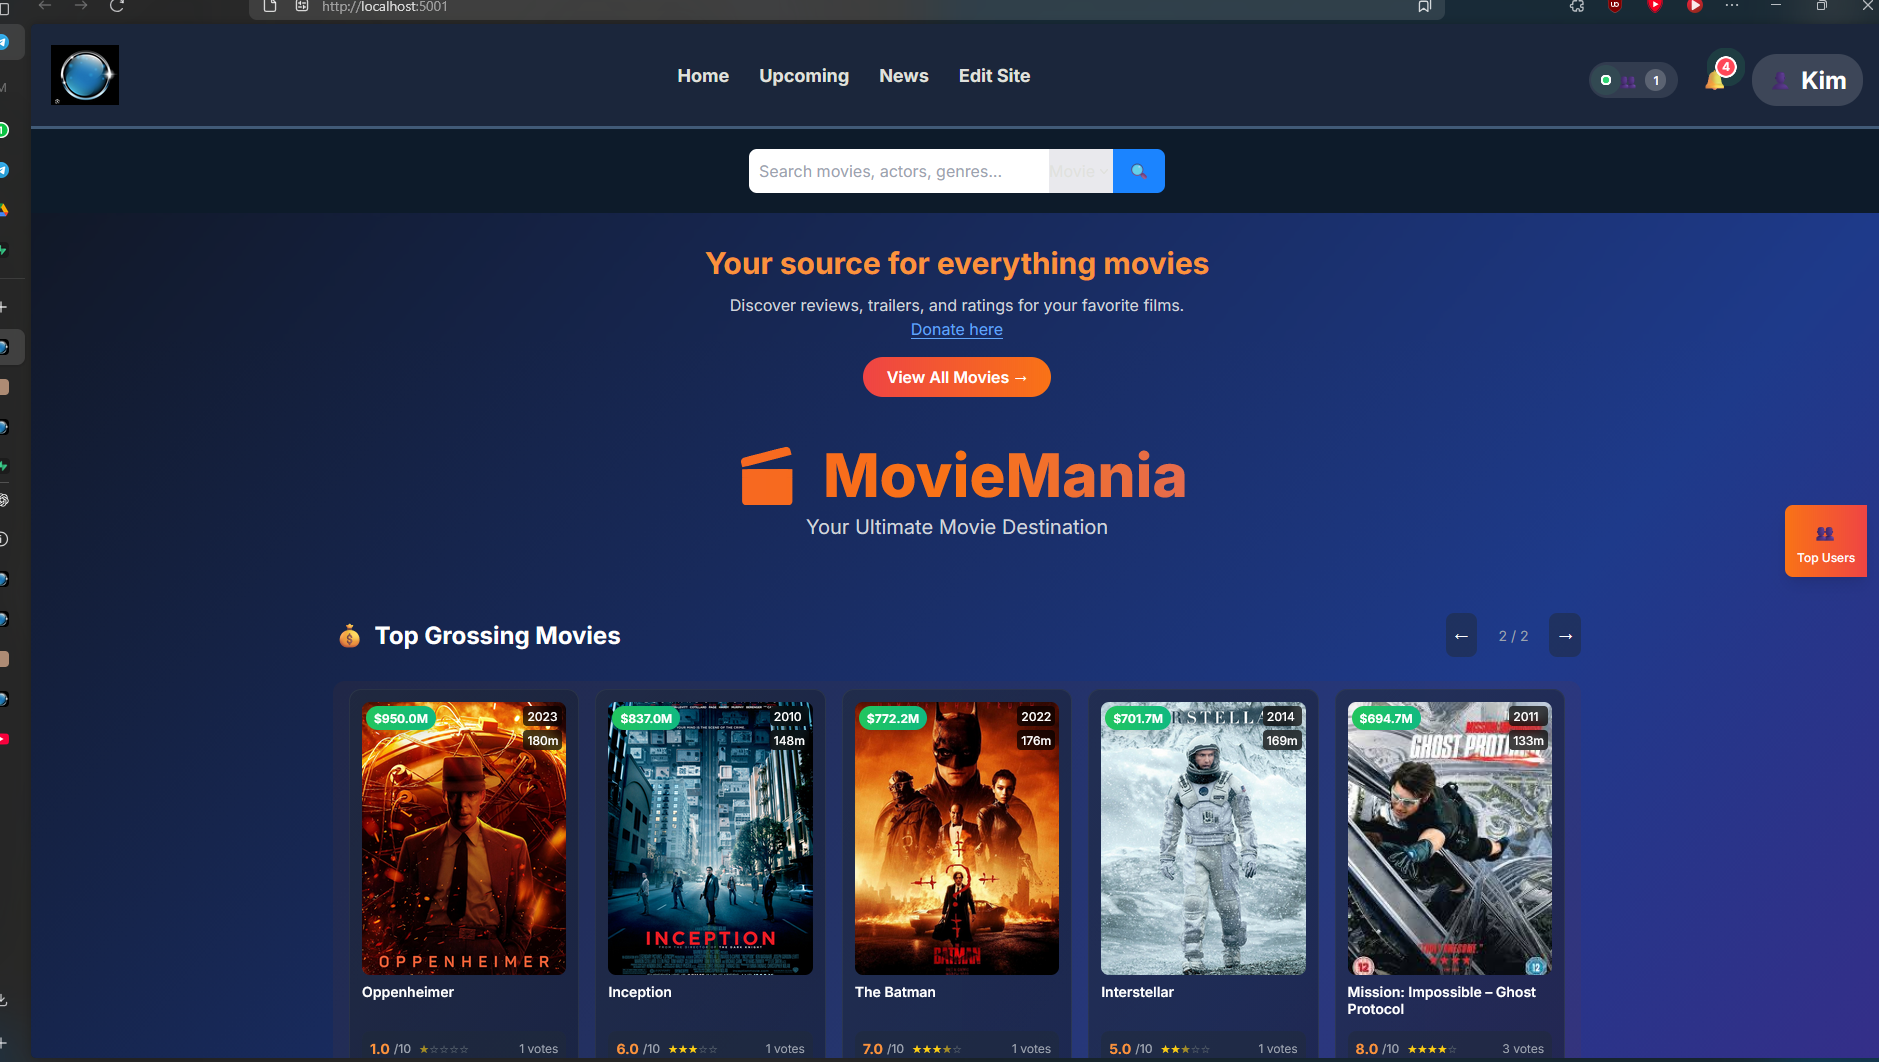 http://localhost:5001
Home
Upcoming
News
Edit Site
1
4
Kim
Search movies, actors, genres...
Movie
Your source for everything movies
Discover reviews, trailers, and ratings for your favorite films.
Donate here
View All Movies →
MovieMania
Your Ultimate Movie Destination
Top Users
Top Grossing Movies
←
2 / 2
→
$950.0M
2023
180m
OPPENHEIMER
Oppenheimer
1.0 /10 ★☆☆☆☆
1 votes
$837.0M
2010
148m
INCEPTION
Inception
6.0 /10 ★★★☆☆
1 votes
$772.2M
2022
176m
BATMAN
The Batman
7.0 /10 ★★★★☆
1 votes
$701.7M
2014
169m
RSTELLA
Interstellar
5.0 /10 ★★★☆☆
1 votes
$694.7M
2011
133m
GHOST PROT
12
12
Mission: Impossible – Ghost
Protocol
8.0 /10 ★★★★☆
3 votes